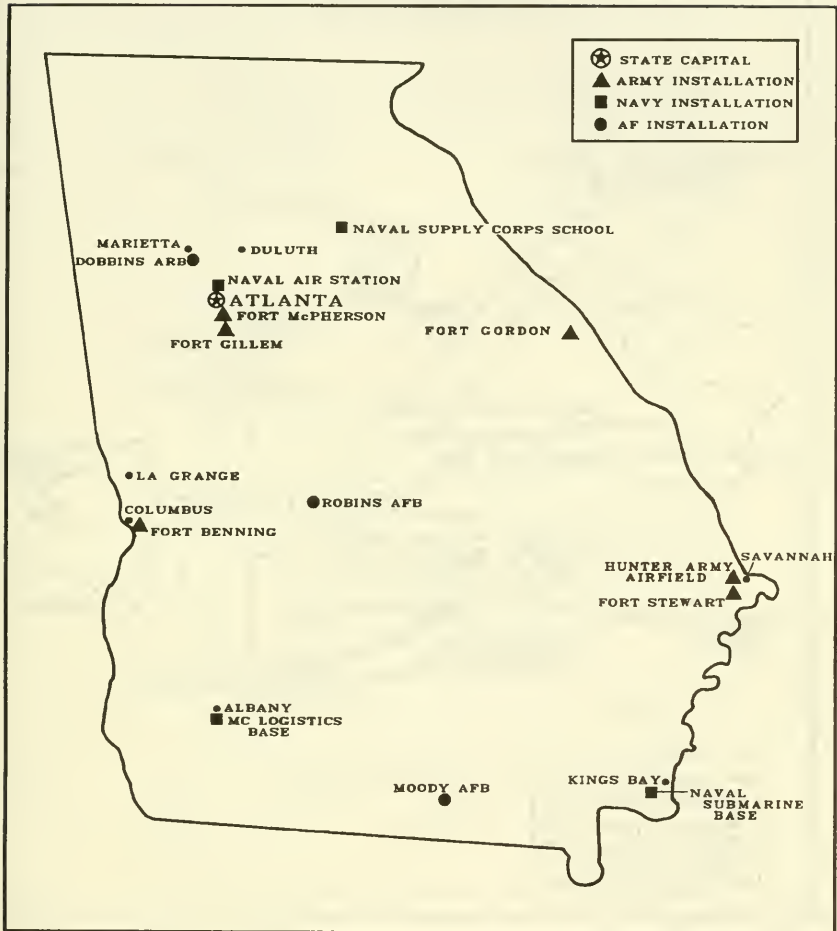 STATE CAPITAL
ARMY INSTALLATION
NAVY INSTALLATION
AF INSTALLATION
NAVAL SUPPLY CORPS SCHOOL
MARIETTA
DULUTH
DOBBINS ARB
NAVAL AIR STATION
ATLANTA
FORT McPHERSON
FORT GILLEM
FORT GORDON
LA GRANGE
COLUMBUS
FORT BENNING
ROBINS AFB
SAVANNAH
HUNTER ARMY
AIRFIELD
FORT STEWART
ALBANY
MC LOGISTICS
BASE
MOODY AFB
KINGS BAY
NAVAL
SUBMARINE
BASE